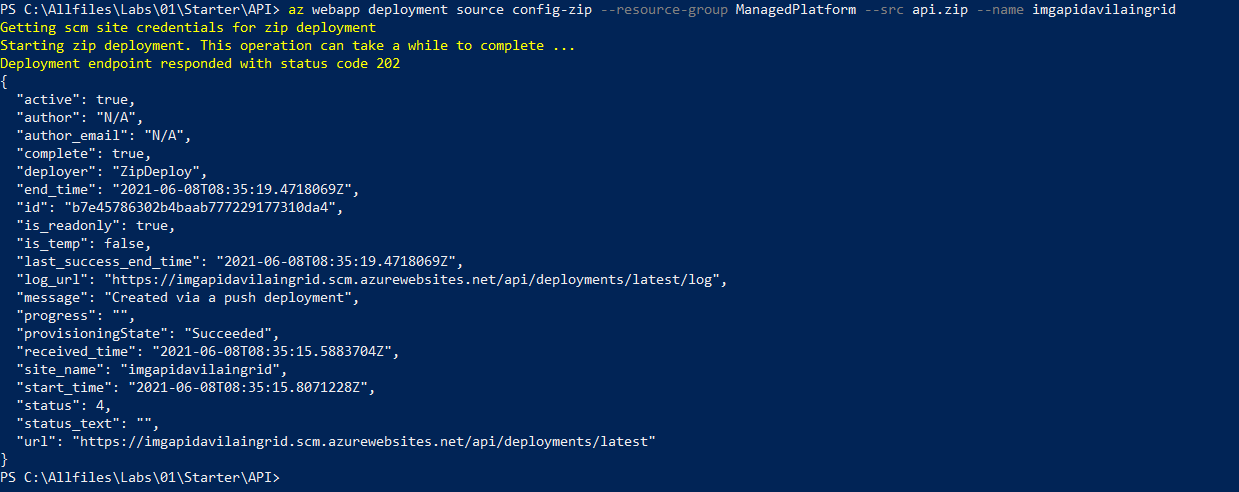 PS C:\Allfiles\Labs\01\Starter\API> az webapp deployment source config-zip --resource-group ManagedPlatform --src api.zip --name imgapidavilaingrid
Getting scm site credentials for zip deployment
Starting zip deployment. This operation can take a while to complete ...
Deployment endpoint responded with status code 202
{
  "active": true,
  "author": "N/A",
  "author_email": "N/A",
  "complete": true,
  "deployer": "ZipDeploy",
  "end_time": "2021-06-08T08:35:19.4718069Z",
  "id": "b7e45786302b4baab777229177310da4",
  "is_readonly": true,
  "is_temp": false,
  "last_success_end_time": "2021-06-08T08:35:19.4718069Z",
  "log_url": "https://imgapidavilaingrid.scm.azurewebsites.net/api/deployments/latest/log",
  "message": "Created via a push deployment",
  "progress": "",
  "provisioningState": "Succeeded",
  "received_time": "2021-06-08T08:35:15.5883704Z",
  "site_name": "imgapidavilaingrid",
  "start_time": "2021-06-08T08:35:15.8071228Z",
  "status": 4,
  "status_text": "",
  "url": "https://imgapidavilaingrid.scm.azurewebsites.net/api/deployments/latest"
}
PS C:\Allfiles\Labs\01\Starter\API>